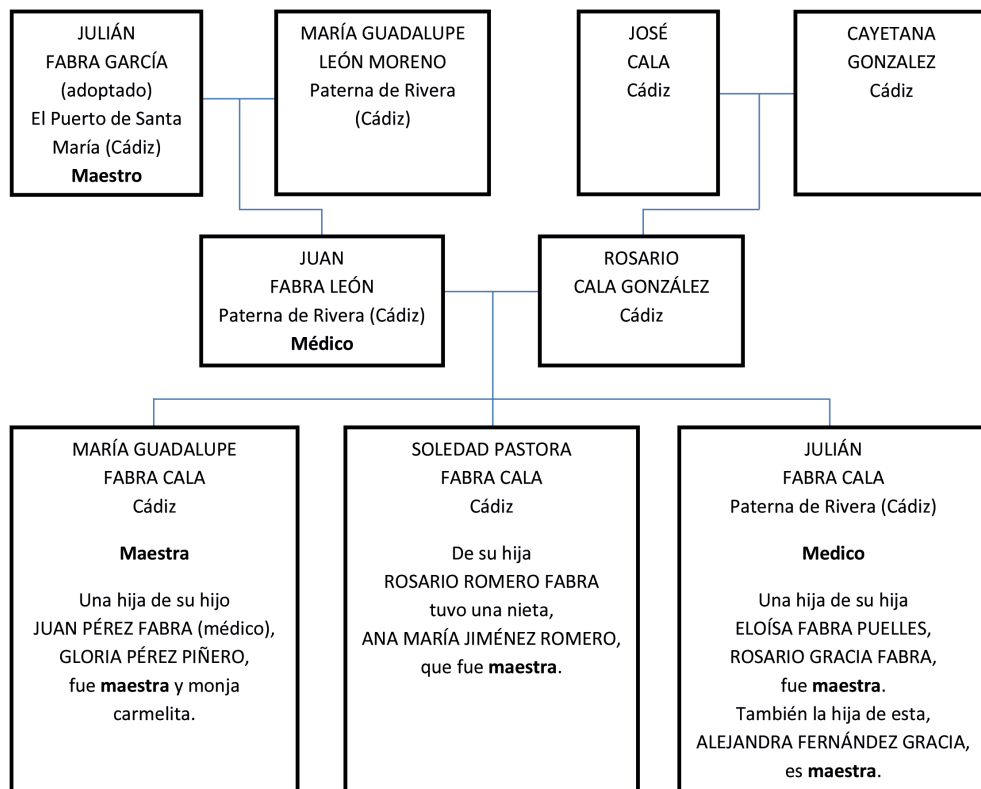 JULIÁN
FABRA GARCÍA
(adoptado)
El Puerto de Santa
María (Cádiz)
Maestro
MARÍA GUADALUPE
LEÓN MORENO
Paterna de Rivera
(Cádiz)
JOSÉ
CALA
Cádiz
CAYETANA
GONZALEZ
Cádiz
JUAN
FABRA LEÓN
Paterna de Rivera (Cádiz)
Médico
ROSARIO
CALA GONZÁLEZ
Cádiz
MARÍA GUADALUPE
FABRA CALA
Cádiz
Maestra
Una hija de su hijo
JUAN PÉREZ FABRA (médico),
GLORIA PÉREZ PIÑERO,
fue maestra y monja
carmelita.
SOLEDAD PASTORA
FABRA CALA
Cádiz
De su hija
ROSARIO ROMERO FABRA
tuvo una nieta,
ANA MARÍA JIMÉNEZ ROMERO,
que fue maestra.
JULIÁN
FABRA CALA
Paterna de Rivera (Cádiz)
Medico
Una hija de su hija
ELOÍSA FABRA PUELLES,
ROSARIO GRACIA FABRA,
fue maestra.
También la hija de esta,
ALEJANDRA FERNÁNDEZ GRACIA,
es maestra.